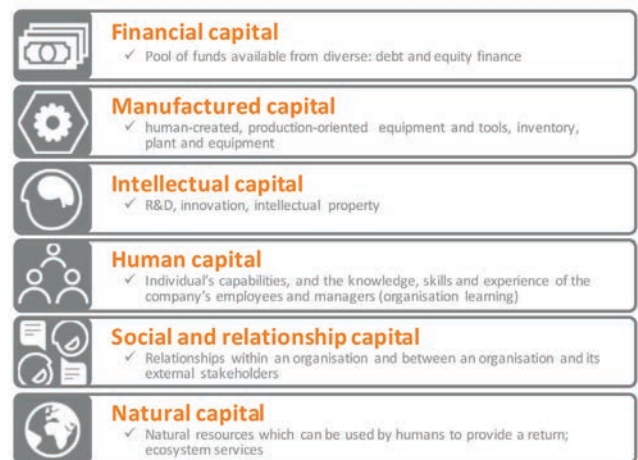 Financial capital
✓ Pool of funds available from diverse: debt and equity finance
Manufactured capital
✓ human-created, production-oriented equipment and tools, inventory,
plant and equipment
Intellectual capital
✓ R&D, innovation, intellectual property
Human capital
✓ Individual's capabilities, and the knowledge, skills and experience of the
company's employees and managers (organisation learning)
Social and relationship capital
✓ Relationships within an organisation and between an organisation and its
external stakeholders
Natural capital
✓ Natural resources which can be used by humans to provide a return;
ecosystem services